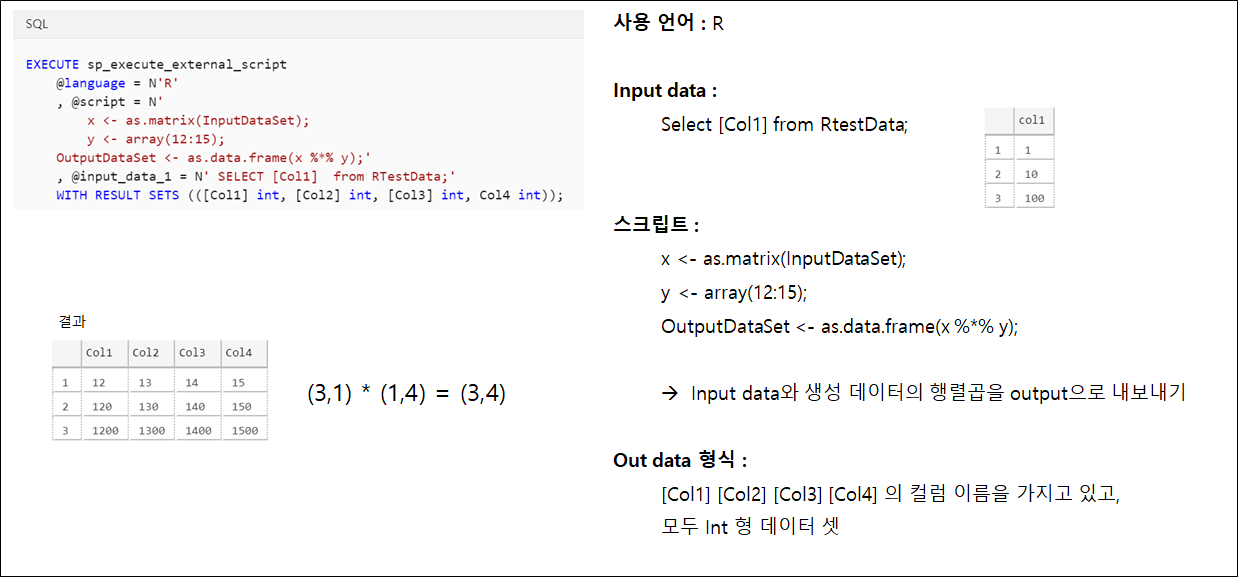 SQL
EXECUTE sp_execute_external_script
@language = N'R'
, @script = N'
x <- as.matrix(InputDataSet);
y <- array(12:15);
OutputDataSet <- as.data.frame(x %*% y);'
, @input_data_1 = N' SELECT [Col1]  from RTestData;'
WITH RESULT SETS (([Col1] int, [Col2] int, [Col3] int, Col4 int));
결과
Col1 Col2 Col3 Col4
1 12 13 14 15
2 120 130 140 150
3 1200 1300 1400 1500
(3,1) * (1,4) = (3,4)
사용 언어 : R
Input data :
Select [Col1] from RtestData;
col1
1 1
2 10
3 100
스크립트 :
x <- as.matrix(InputDataSet);
y <- array(12:15);
OutputDataSet <- as.data.frame(x %*% y);
→ Input data와 생성 데이터의 행렬곱을 output으로 내보내기
Out data 형식 :
[Col1] [Col2] [Col3] [Col4] 의 컬럼 이름을 가지고 있고,
모두 Int 형 데이터 셋